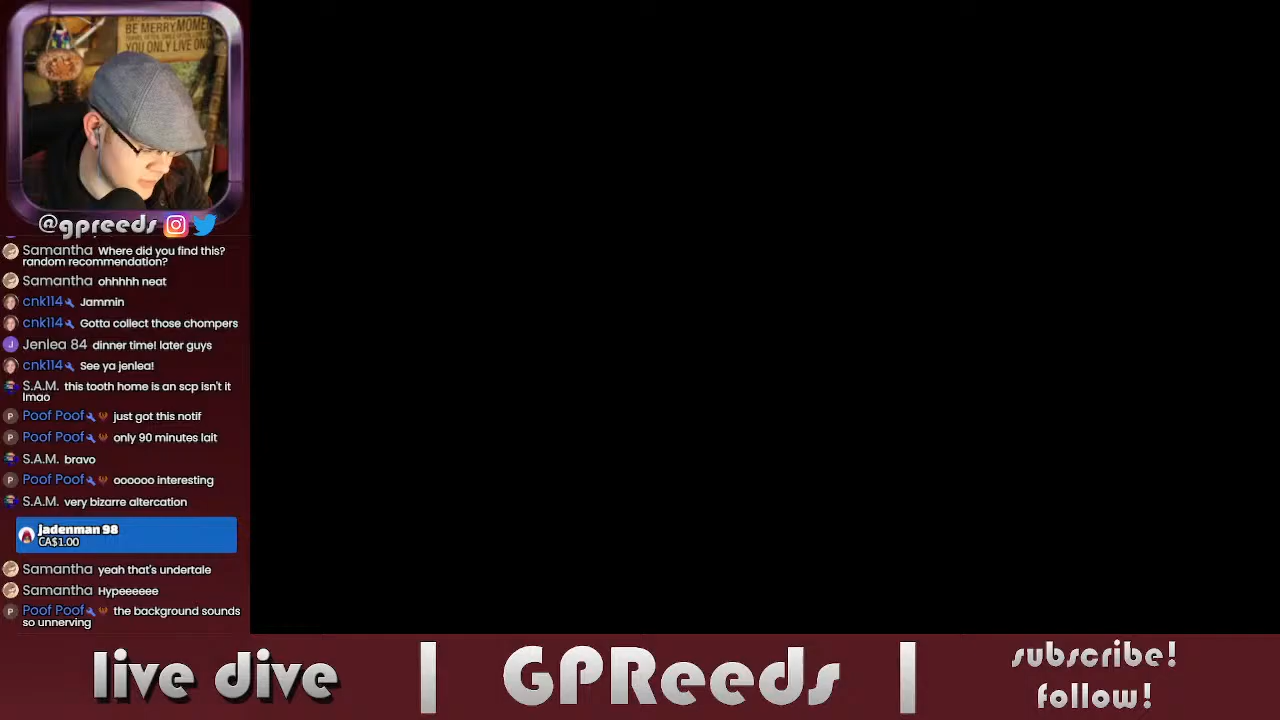 BE MERRY MOME
YOU ONLY LIVE ONC
@gpreeds
Samantha Where did you find this?
random recommendation?
Samantha ohhhhh neat
cnk114 Jammin
cnk114 Gotta collect those chompers
J Jenlea 84 dinner time! later guys
cnk114 See ya jenlea!
S.A.M. this tooth home is an scp isn't it
lmao
P Poof Poof just got this notif
P Poof Poof only 90 minutes lait
S.A.M. bravo
P Poof Poof oooooo interesting
S.A.M. very bizarre altercation
Jadenman 98
CA$1.00
Samantha yeah that's undertale
Samantha Hypeeeeee
P Poof Poof the background sounds
so unnerving
live dive | GPReeds | subscribe!
follow!